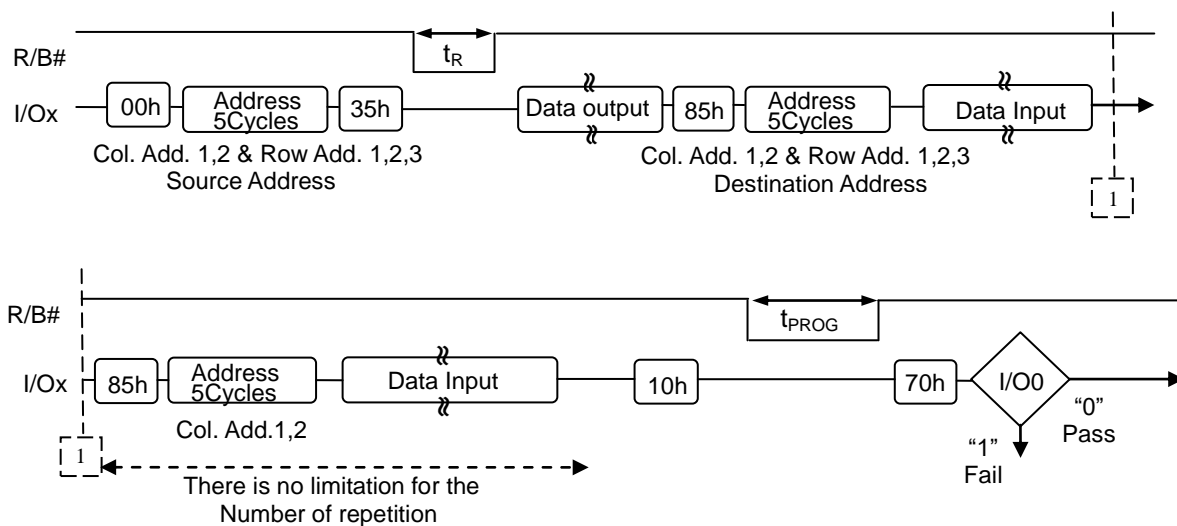 R/B#
tR
I/Ox
00h
Address
5Cycles
35h
Data output
85h
Address
5Cycles
Data Input
Col. Add. 1,2 & Row Add. 1,2,3
Source Address
Col. Add. 1,2 & Row Add. 1,2,3
Destination Address
1
R/B#
tPROG
I/Ox
85h
Address
5Cycles
Data Input
10h
70h
I/O0
Col. Add.1,2
“0”
Pass
“1”
Fail
1
There is no limitation for the
Number of repetition